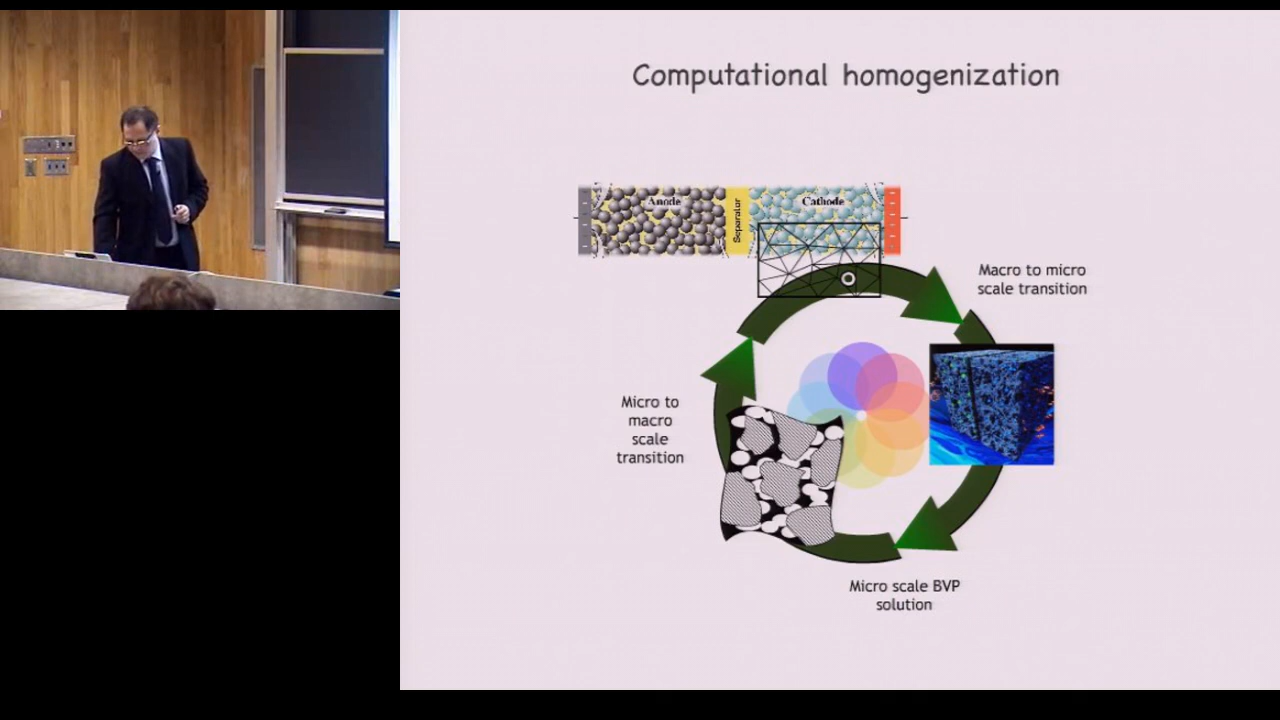 Computational homogenization
Anode
Separator
Cathode
Macro to micro
scale transition
Micro to
macro
scale
transition
Micro scale BVP
solution